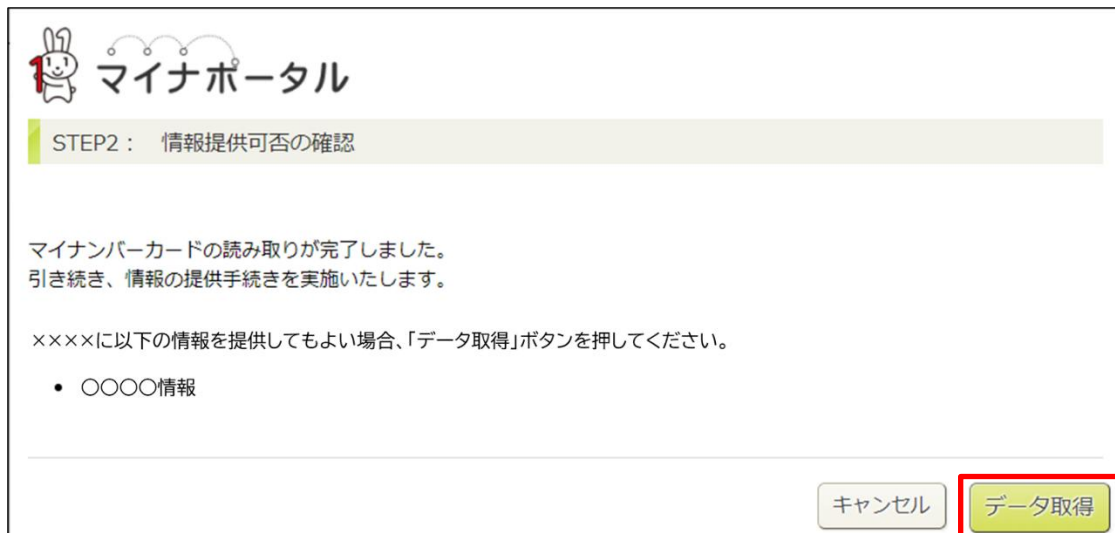 マイナポータル
STEP2： 情報提供可否の確認
マイナンバーカードの読み取りが完了しました。
引き続き、情報の提供手続きを実施いたします。
××××に以下の情報を提供してもよい場合、「データ取得」ボタンを押してください。
• 〇〇〇〇情報
キャンセル
データ取得